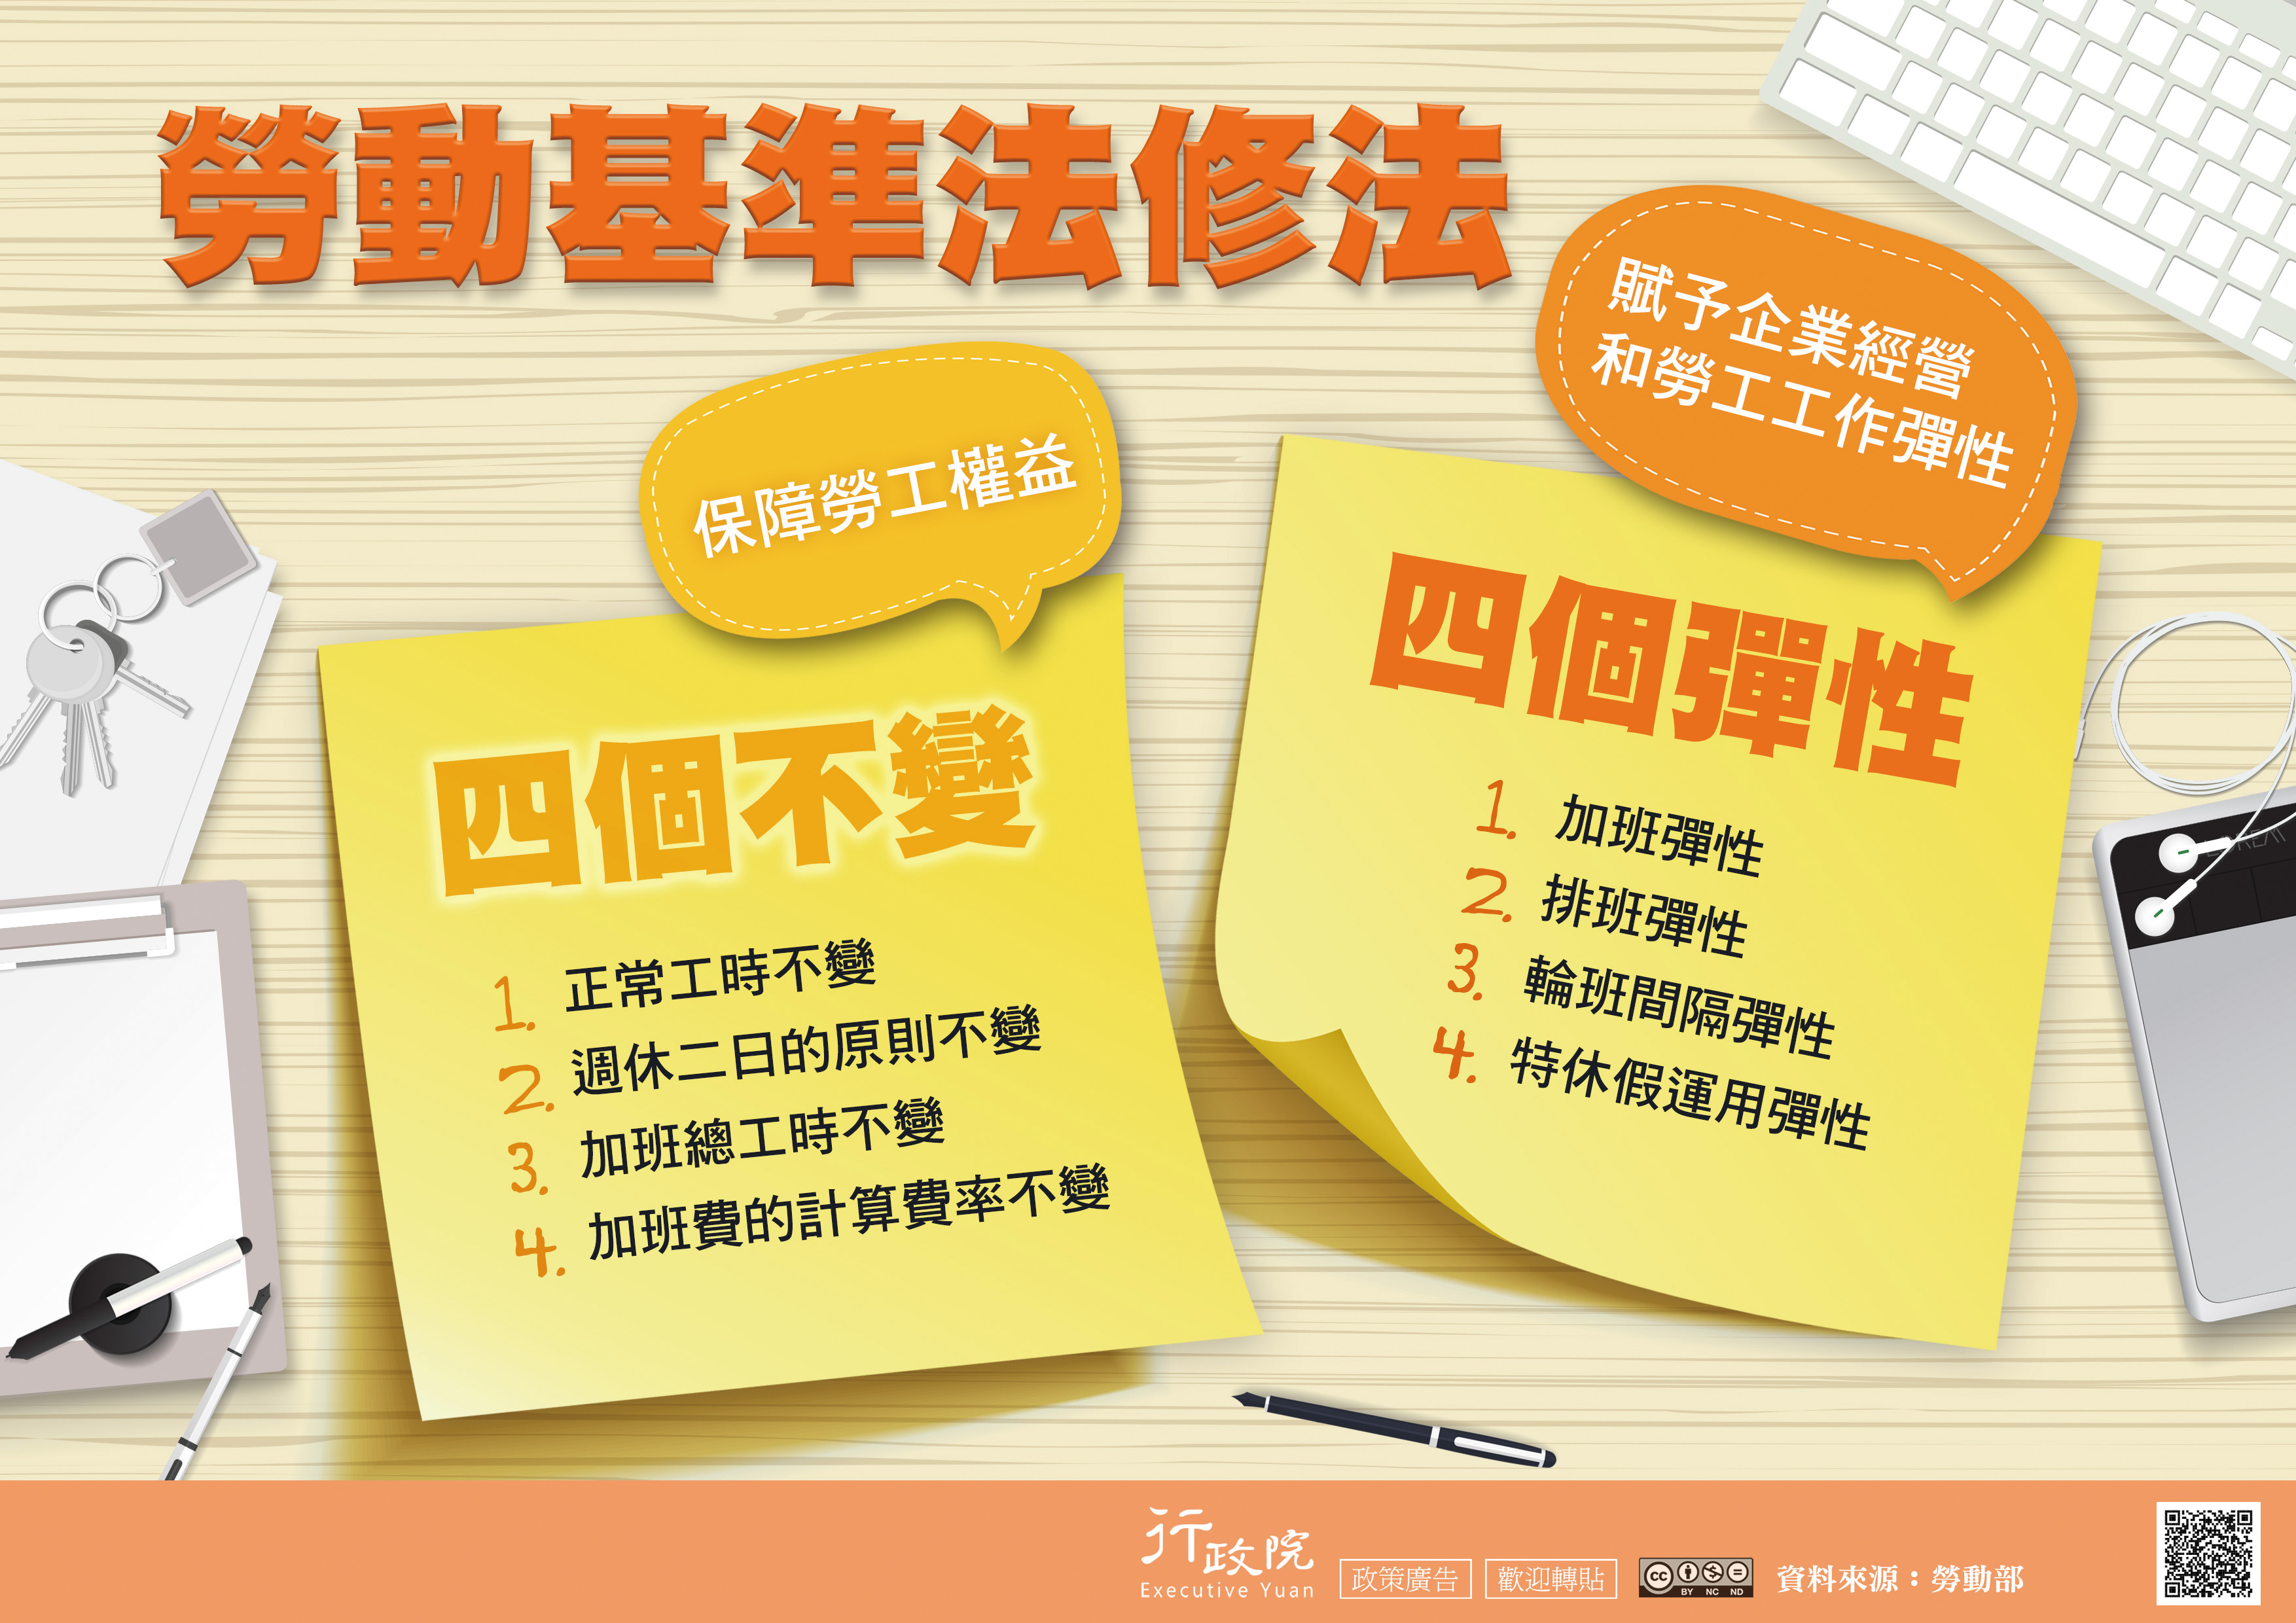 勞動基準法修法
保障勞工權益
四個不變
1. 正常工時不變
2. 週休二日的原則不變
3. 加班總工時不變
4. 加班費的計算費率不變
賦予企業經營
和勞工工作彈性
四個彈性
1. 加班彈性
2. 排班彈性
3. 輪班間隔彈性
4. 特休假運用彈性
行政院
Executive Yuan
政策廣告
歡迎轉貼
cc
BY NC ND
資料來源：勞動部